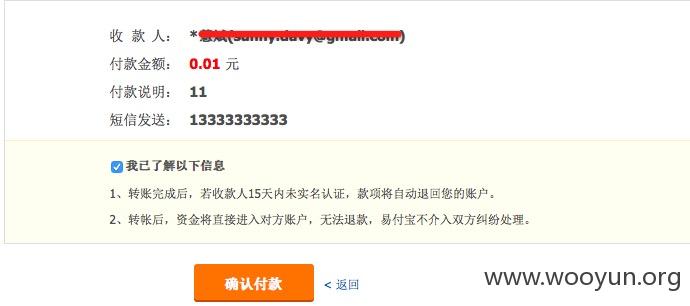 收 款 人：
付款金额： 0.01 元
付款说明： 11
短信发送： 13333333333
我已了解以下信息
1、转账完成后，若收款人15天内未实名认证，款项将自动退回您的账户。
2、转帐后，资金将直接进入对方账户，无法退款，易付宝不介入双方纠纷处理。
确认付款 < 返回
www.wooyun.org